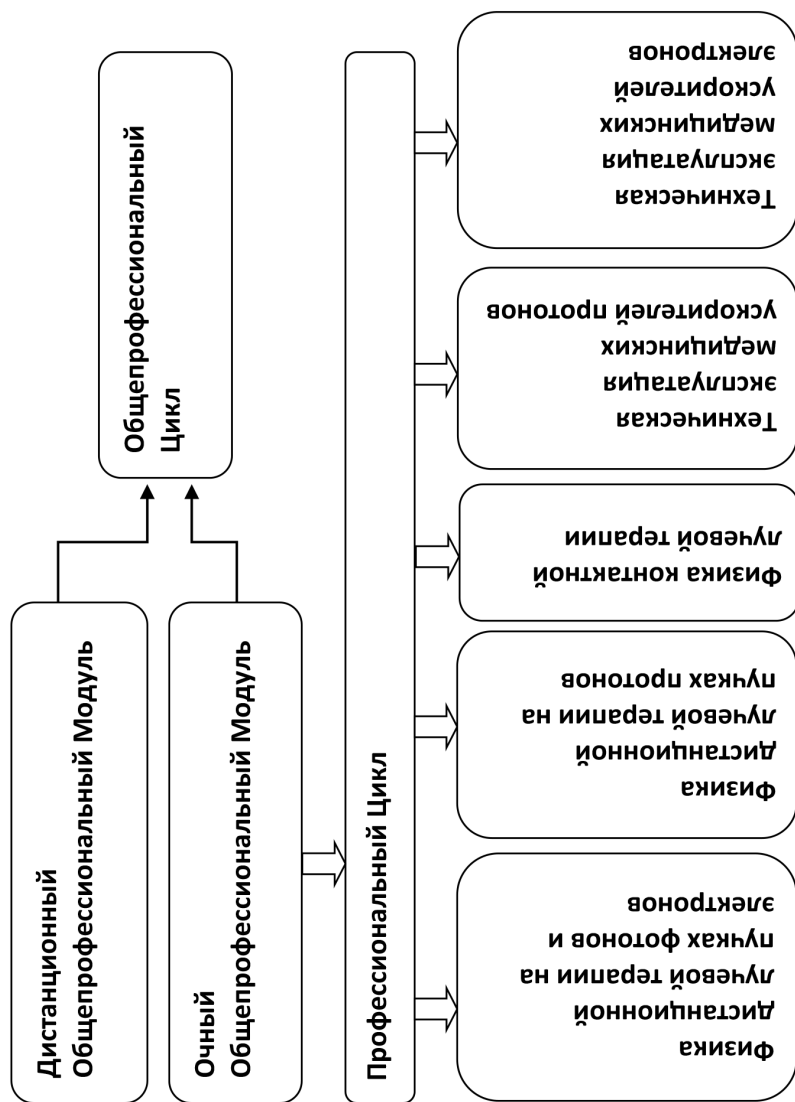 Дистанционный
Общепрофессиональный Модуль
Очный
Общепрофессиональный Модуль
Общепрофессиональный
Цикл
Профессиональный Цикл
Физика
дистанционной
лучевой терапии на
пучках фотонов и
электронов
Физика
дистанционной
лучевой терапии на
пучках протонов
Физика контактной
лучевой терапии
Техническая
эксплуатация
медицинских
ускорителей протонов
Техническая
эксплуатация
медицинских
ускорителей
электронов